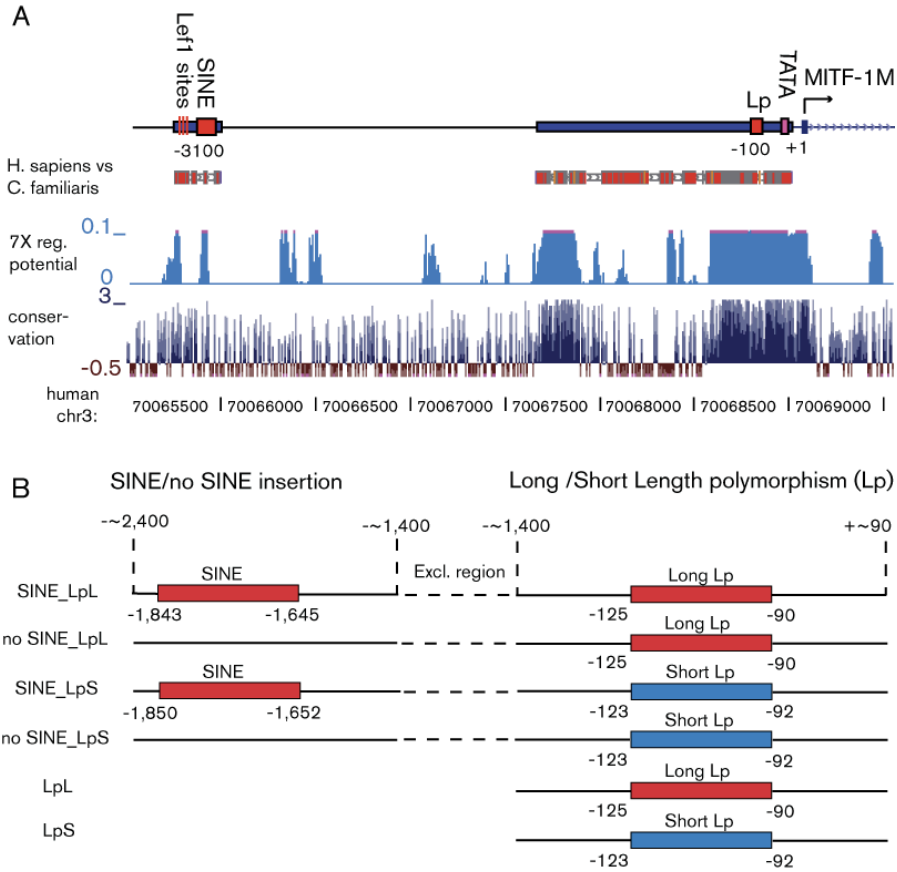 A
Lef1 sites
SINE
Lp
TATA
MITF-1M
-3100
-100
+1
H. sapiens vs
C. familiaris
0.1
7X reg.
potential
0
3
conser-
vation
-0.5
human
chr3:
70065500 70066000 70066500 70067000 70067500 70068000 70068500 70069000
B
SINE/no SINE insertion
Long /Short Length polymorphism (Lp)
-~2,400 -~1,400 -~1,400 +~90
Excl. region
SINE_LpL
SINE
Long Lp
-1,843 -1,645 -125 -90
no SINE_LpL
Long Lp
-125 -90
SINE_LpS
SINE
Short Lp
-1,850 -1,652 -123 -92
no SINE_LpS
Short Lp
-123 -92
LpL
Long Lp
-125 -90
LpS
Short Lp
-123 -92